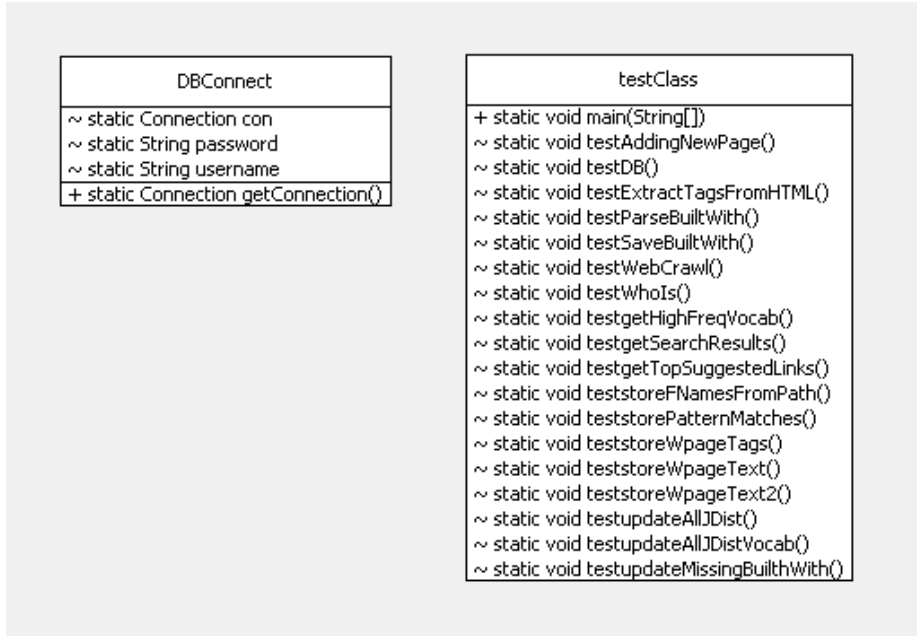 DBConnect
~ static Connection con
~ static String password
~ static String username
+ static Connection getConnection()
testClass
+ static void main(String[])
~ static void testAddingNewPage()
~ static void testDB()
~ static void testExtractTagsFromHTML()
~ static void testParseBuiltWith()
~ static void testSaveBuiltWith()
~ static void testWebCrawl()
~ static void testWhoIs()
~ static void testgetHighFreqVocab()
~ static void testgetSearchResults()
~ static void testgetTopSuggestedLinks()
~ static void teststoreFNamesFromPath()
~ static void teststorePatternMatches()
~ static void teststoreWpageTags()
~ static void teststoreWpageText()
~ static void teststoreWpageText2()
~ static void testupdateAllJDist()
~ static void testupdateAllJDistVocab()
~ static void testupdateMissingBuilthWith()